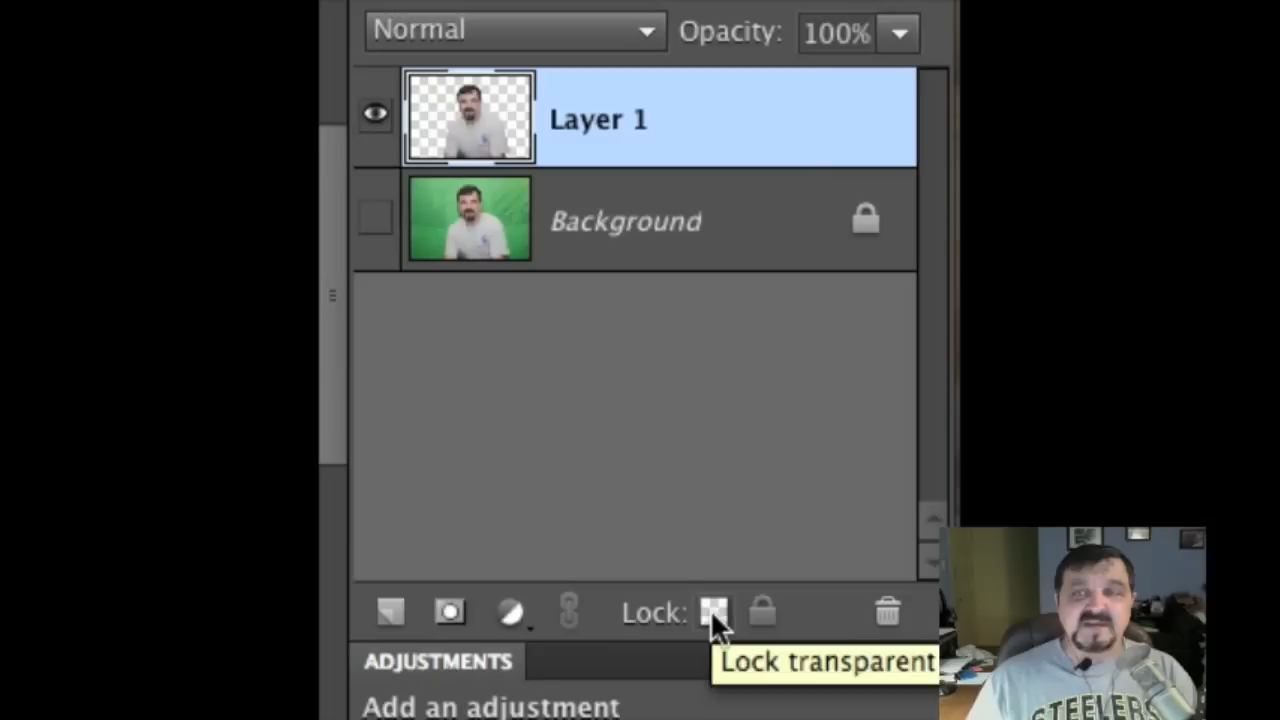 Normal
Opacity: 100%
Layer 1
Background
Lock:
Lock transparent
ADJUSTMENTS
Add an adjustment
STEELERS